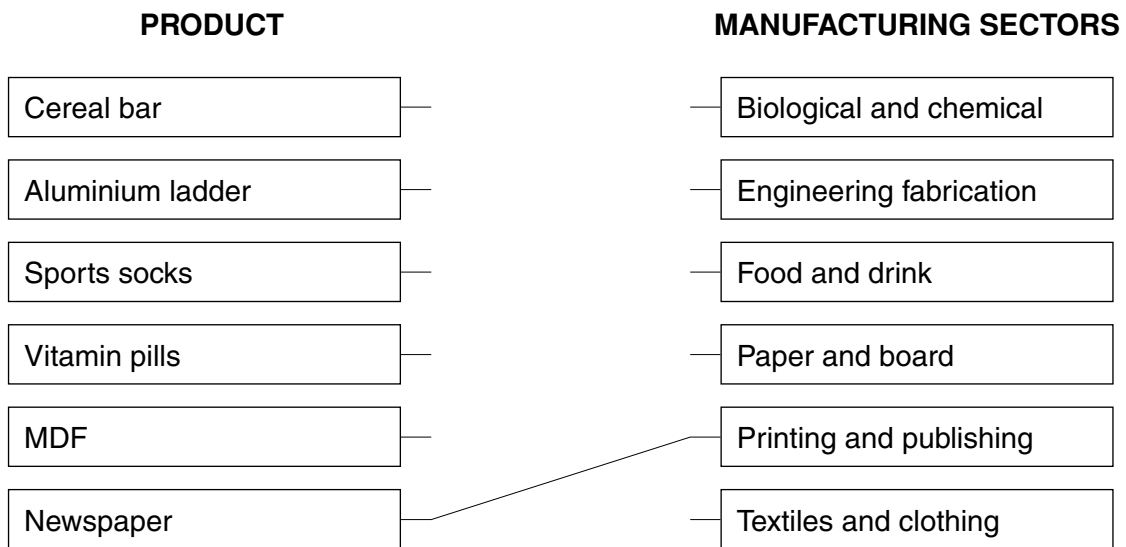 PRODUCT
MANUFACTURING SECTORS
Cereal bar
Biological and chemical
Aluminium ladder
Engineering fabrication
Sports socks
Food and drink
Vitamin pills
Paper and board
MDF
Printing and publishing
Newspaper
Textiles and clothing